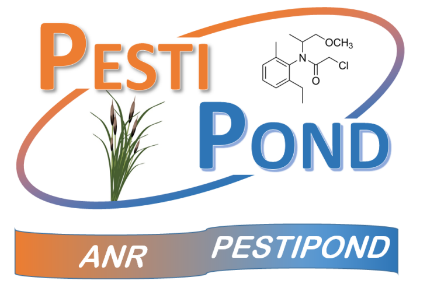 PESTI
OCH₃
N
Cl
O
POND
ANR PESTIPOND